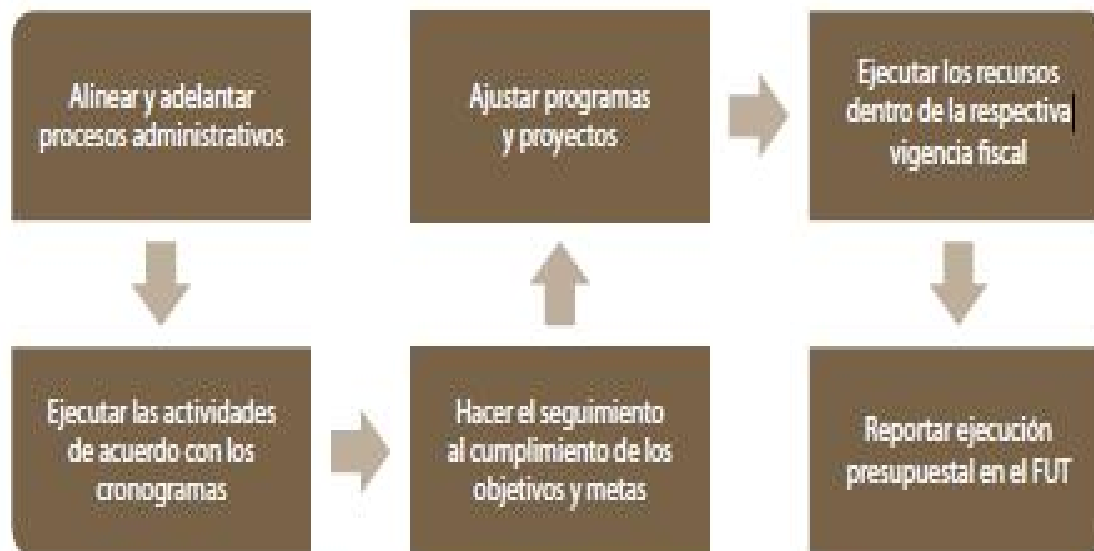 Alinear y adelantar
procesos administrativos
Ejecutar las actividades
de acuerdo con los
cronogramas
Hacer el seguimiento
al cumplimiento de los
objetivos y metas
Ajustar programas
y proyectos
Ejecutar los recursos
dentro de la respectiva
vigencia fiscal
Reportar ejecución
presupuestal en el FUT